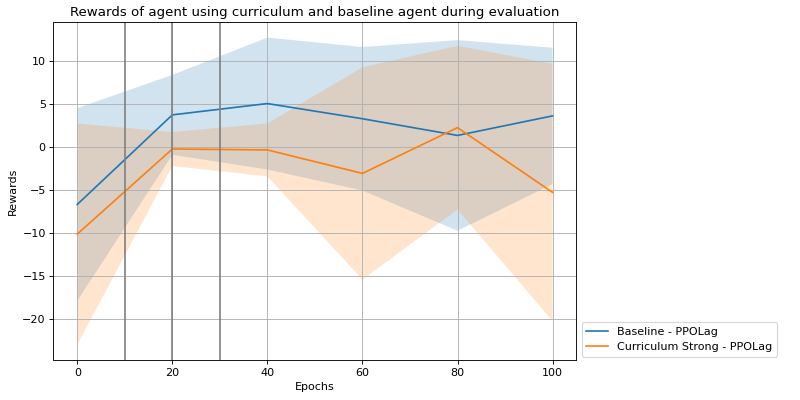 Rewards of agent using curriculum and baseline agent during evaluation
10
5
0
−5
−10
−15
−20
Rewards
0 20 40 60 80 100
Epochs
Baseline - PPOLag
Curriculum Strong - PPOLag